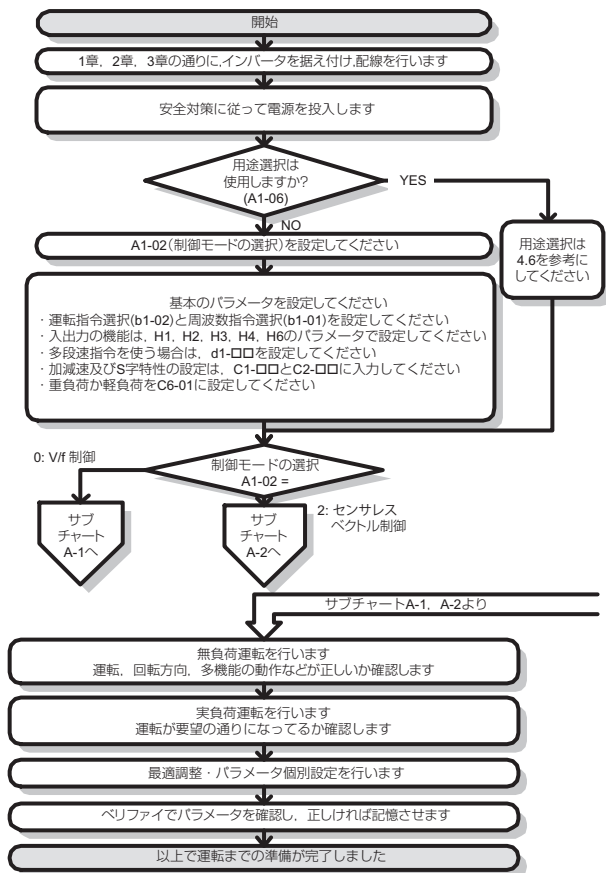 開始
1章，2章，3章の通りに，インバータを据え付け，配線を行います
安全対策に従って電源を投入します
用途選択は
使用しますか?
(A1-06)
YES
NO
A1-02(制御モードの選択)を設定してください
用途選択は
4.6を参考に
してください
基本のパラメータを設定してください
・運転指令選択(b1-02)と周波数指令選択(b1-01)を設定してください
・入出力の機能は，H1，H2，H3，H4，H6のパラメータで設定してください
・多段速指令を使う場合は，d1-□□を設定してください
・加減速及びS字特性の設定は，C1-□□とC2-□□に入力してください
・重負荷か軽負荷をC6-01に設定してください
0: V/f 制御
制御モードの選択
A1-02 =
サブ
チャート
A-1へ
サブ
チャート
A-2へ
2: センサレス
ベクトル制御
サブチャートA-1，A-2より
無負荷運転を行います
運転，回転方向，多機能の動作などが正しいか確認します
実負荷運転を行います
運転が要望の通りになってるか確認します
最適調整・パラメータ個別設定を行います
ベリファイでパラメータを確認し，正しければ記憶させます
以上で運転までの準備が完了しました